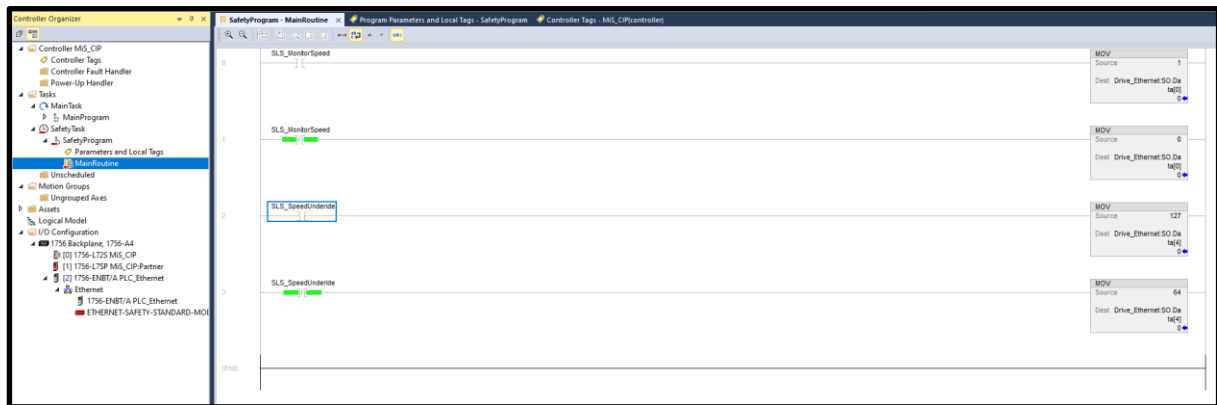 Controller Organizer
SafetyProgram - MainRoutine
Program Parameters and Local Tags - SafetyProgram
Controller Tags - MiS_CIP(controller)
Controller MiS_CIP
Controller Tags
Controller Fault Handler
Power-Up Handler
Tasks
MainTask
MainProgram
SafetyTask
SafetyProgram
Parameters and Local Tags
MainRoutine
Unscheduled
Motion Groups
Ungrouped Axes
Assets
Logical Model
I/O Configuration
1756 Backplane, 1756-A4
[0] 1756-L72S MiS_CIP
[1] 1756-L7SP MiS_CIP:Partner
[2] 1756-ENBT/A PLC_Ethernet
Ethernet
1756-ENBT/A PLC_Ethernet
ETHERNET-SAFETY-STANDARD-MOI
0
SLS_MonitorSpeed
MOV
Source 1
Dest Drive_Ethernet:SO.Da
ta[0]
0
1
SLS_MonitorSpeed
MOV
Source 0
Dest Drive_Ethernet:SO.Da
ta[0]
0
2
SLS_SpeedUnderide
MOV
Source 127
Dest Drive_Ethernet:SO.Da
ta[4]
0
3
SLS_SpeedUnderide
MOV
Source 64
Dest Drive_Ethernet:SO.Da
ta[4]
0
(End)